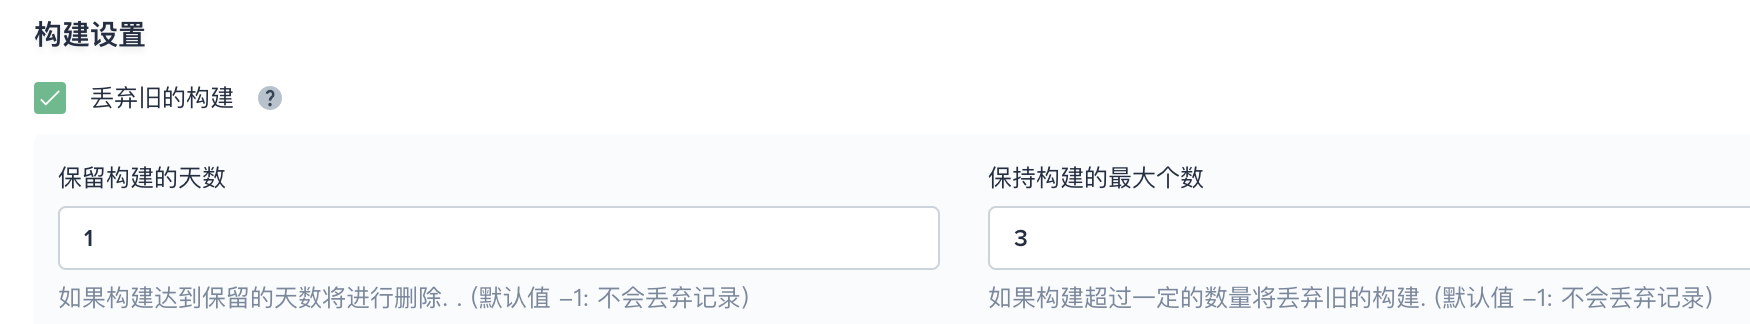 构建设置
丢弃旧的构建 ?
保留构建的天数
1
如果构建达到保留的天数将进行删除. . (默认值 -1: 不会丢弃记录)
保持构建的最大个数
3
如果构建超过一定的数量将丢弃旧的构建. (默认值 -1: 不会丢弃记录)